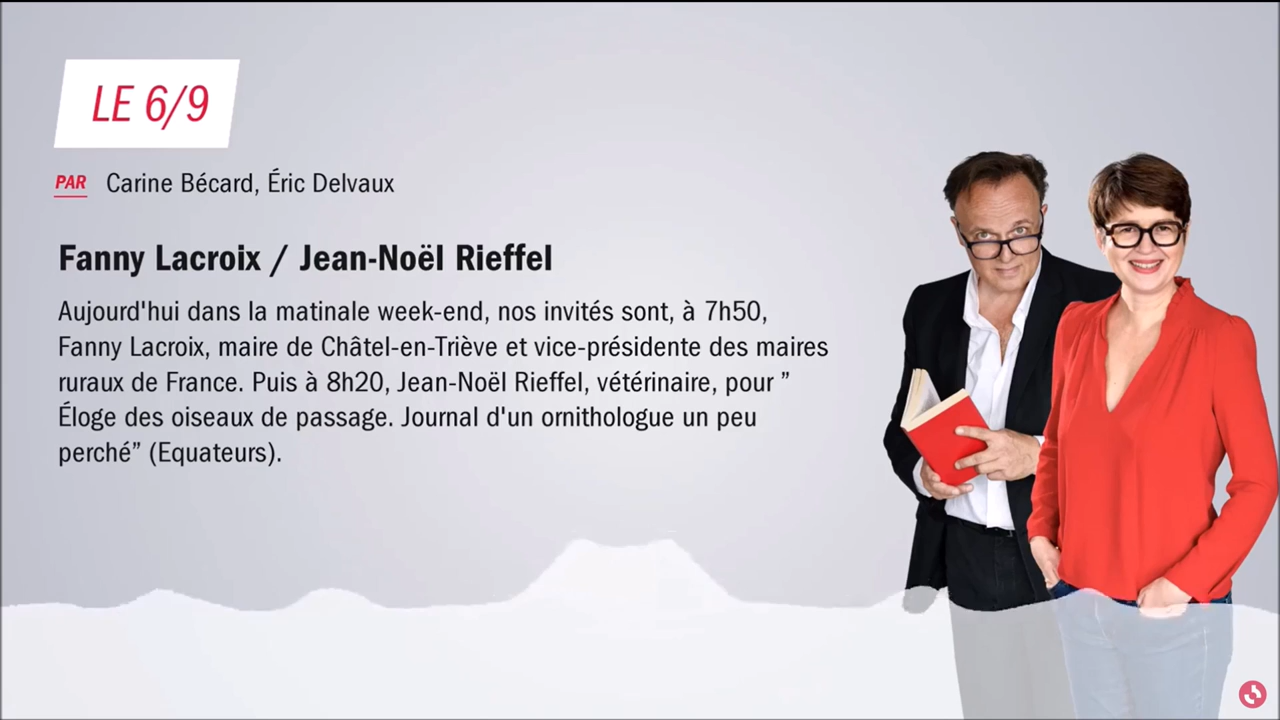 LE 6/9
PAR Carine Bécard, Éric Delvaux
Fanny Lacroix / Jean-Noël Rieffel
Aujourd'hui dans la matinale week-end, nos invités sont, à 7h50,
Fanny Lacroix, maire de Châtel-en-Triève et vice-présidente des maires
ruraux de France. Puis à 8h20, Jean-Noël Rieffel, vétérinaire, pour ”
Éloge des oiseaux de passage. Journal d'un ornithologue un peu
perché” (Equateurs).